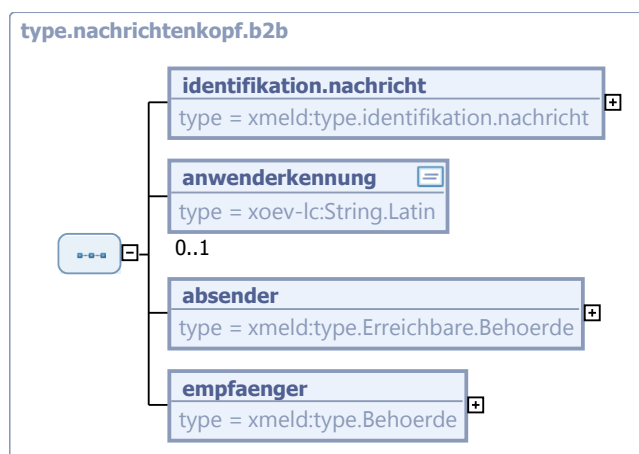 type.nachrichtenkopf.b2b
identifikation.nachricht
type = xmeld:type.identifikation.nachricht
anwenderkennung
type = xoev-lc:String.Latin
0..1
absender
type = xmeld:type.Erreichbare.Behoerde
empfaenger
type = xmeld:type.Behoerde